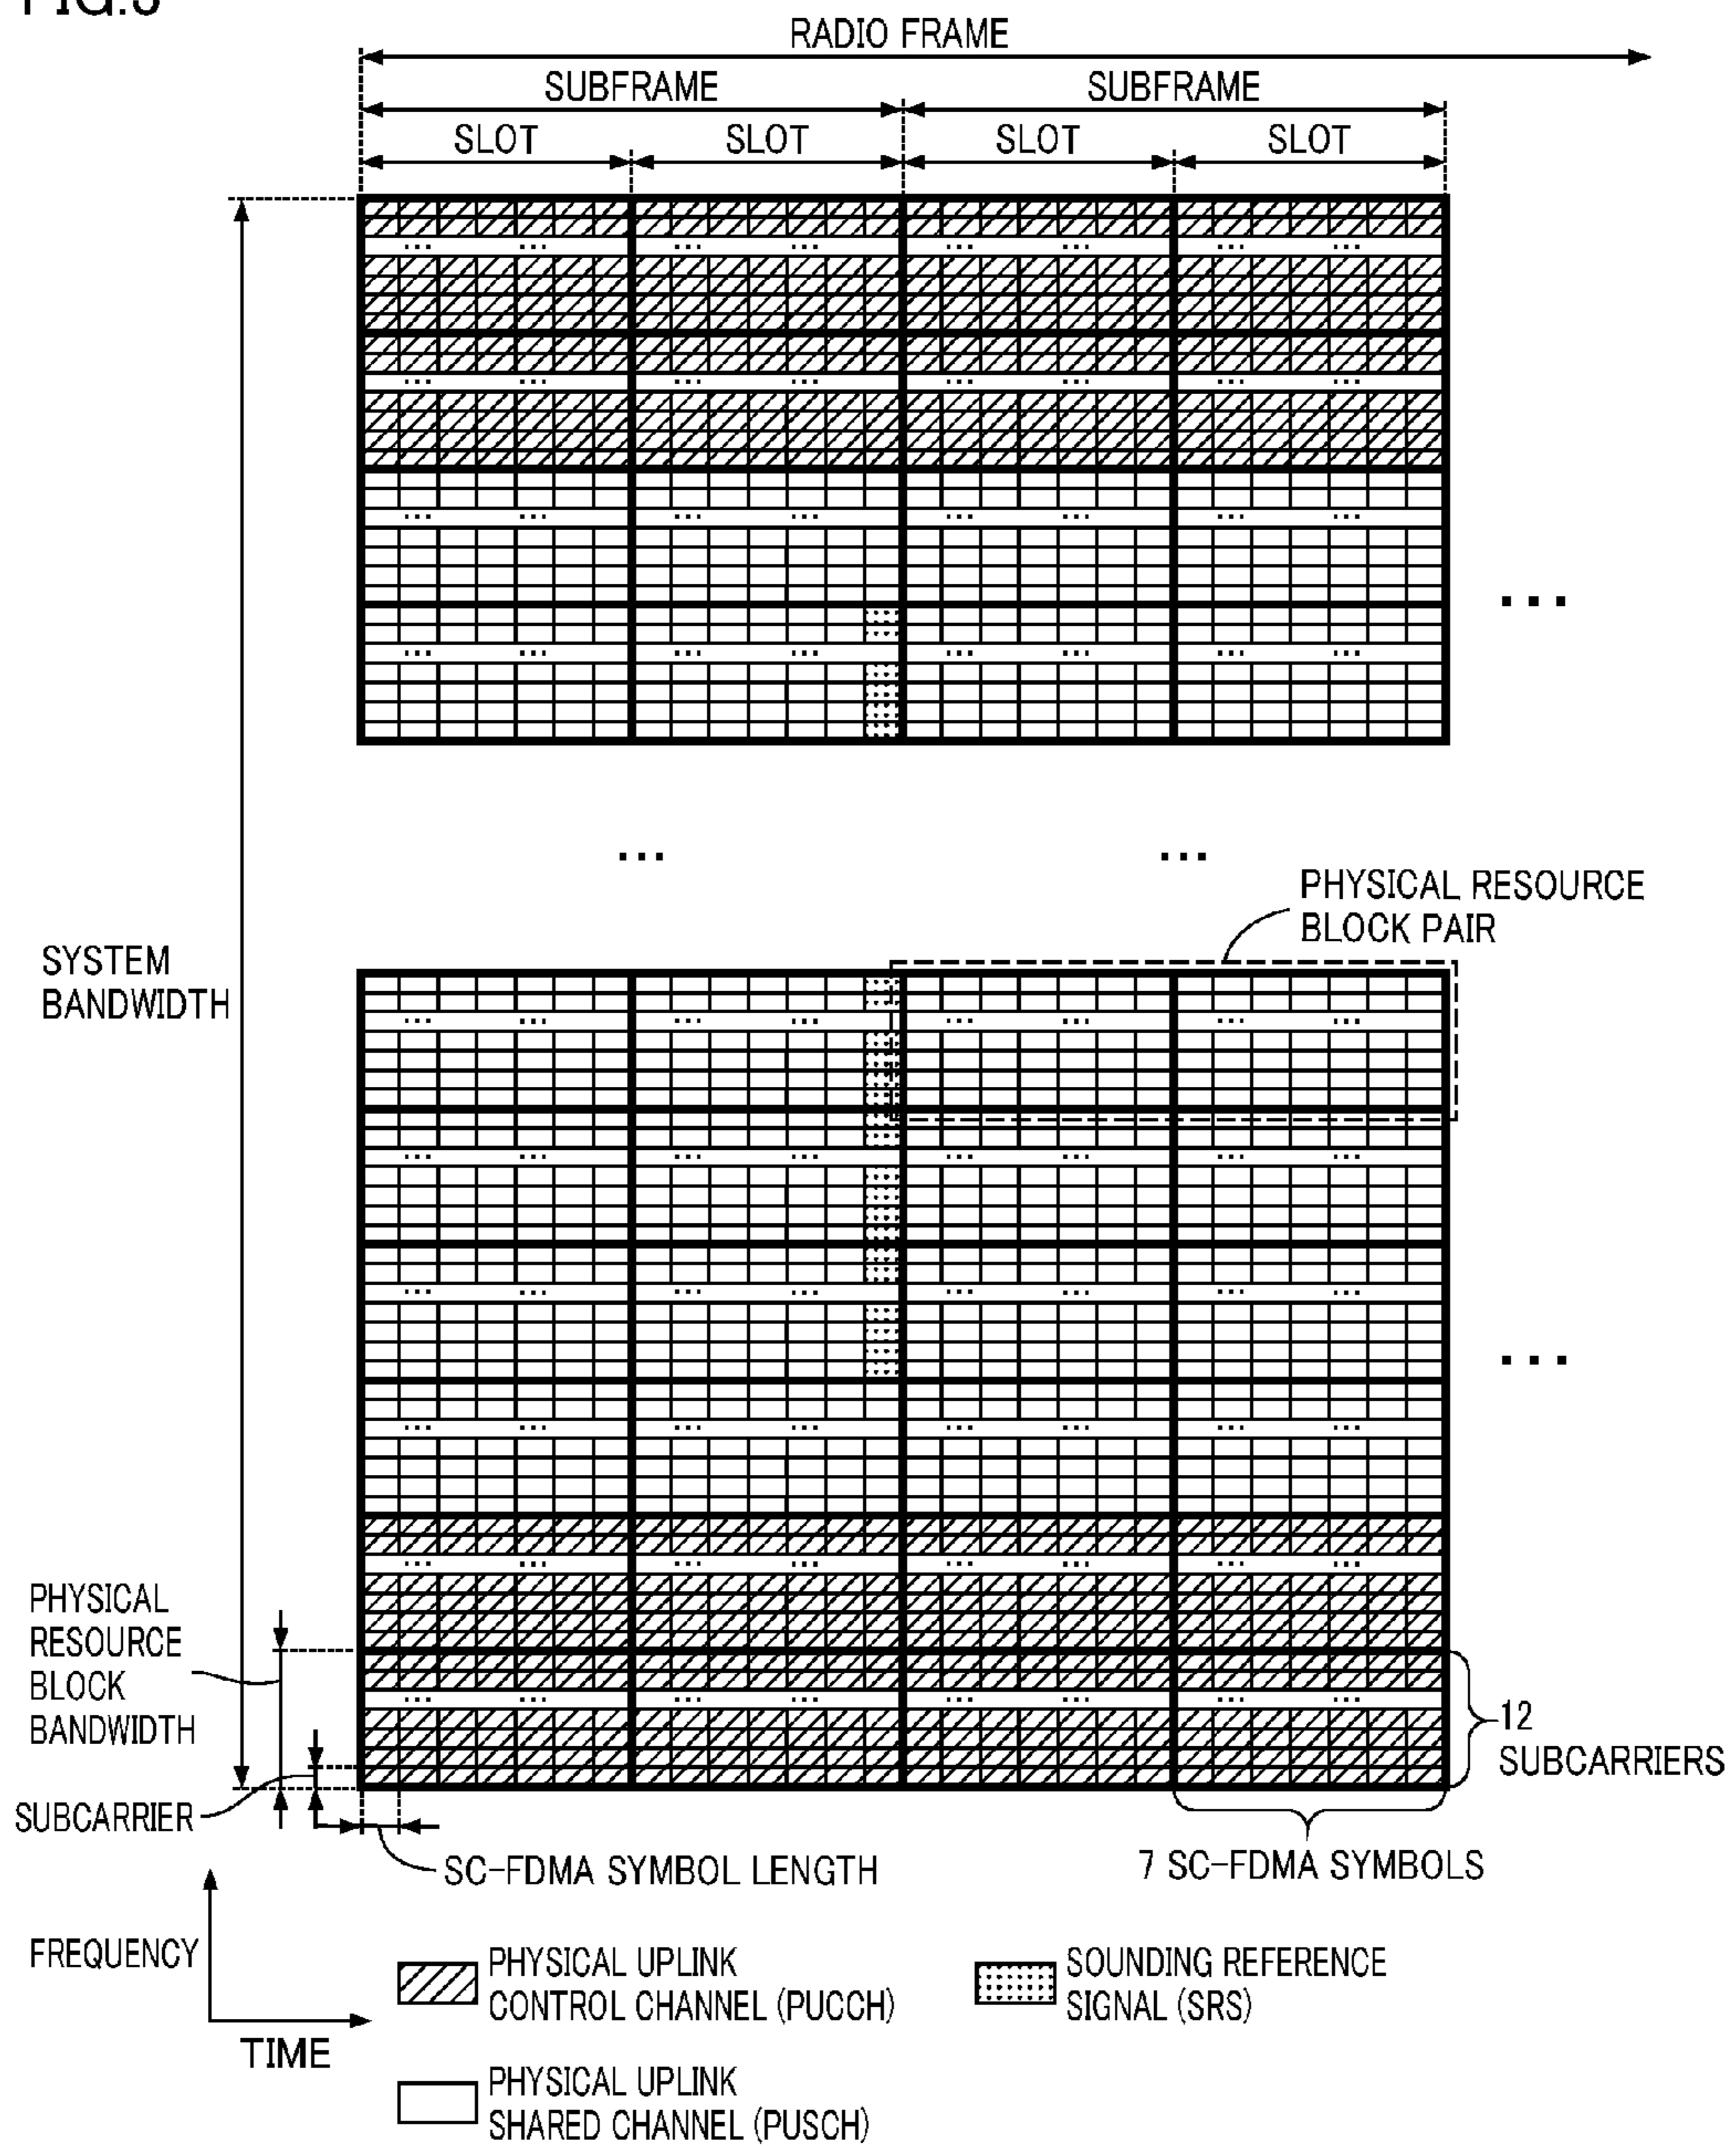 RADIO FRAME
SUBFRAME
SUBFRAME
SLOT
SLOT
SLOT
SLOT
SYSTEM
BANDWIDTH
PHYSICAL RESOURCE
BLOCK PAIR
PHYSICAL
RESOURCE
BLOCK
BANDWIDTH
SUBCARRIER
12
SUBCARRIERS
SC-FDMA SYMBOL LENGTH
7 SC-FDMA SYMBOLS
FREQUENCY
TIME
PHYSICAL UPLINK
CONTROL CHANNEL (PUCCH)
SOUNDING REFERENCE
SIGNAL (SRS)
PHYSICAL UPLINK
SHARED CHANNEL (PUSCH)